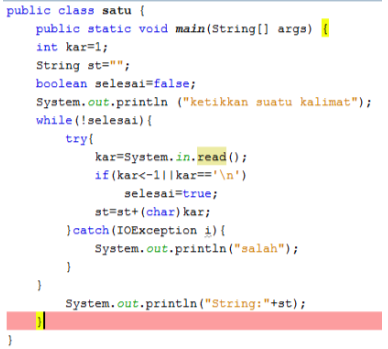 public class satu {
public static void main(String[] args) {
int kar=1;
String st="";
boolean selesai=false;
System.out.println ("ketikkan suatu kalimat");
while(!selesai){
try{
kar=System.in.read();
if(kar<-1||kar=='\n')
selesai=true;
st=st+(char)kar;
}catch(IOException i){
System.out.println("salah");
}
}
System.out.println("String:"+st);
}
}